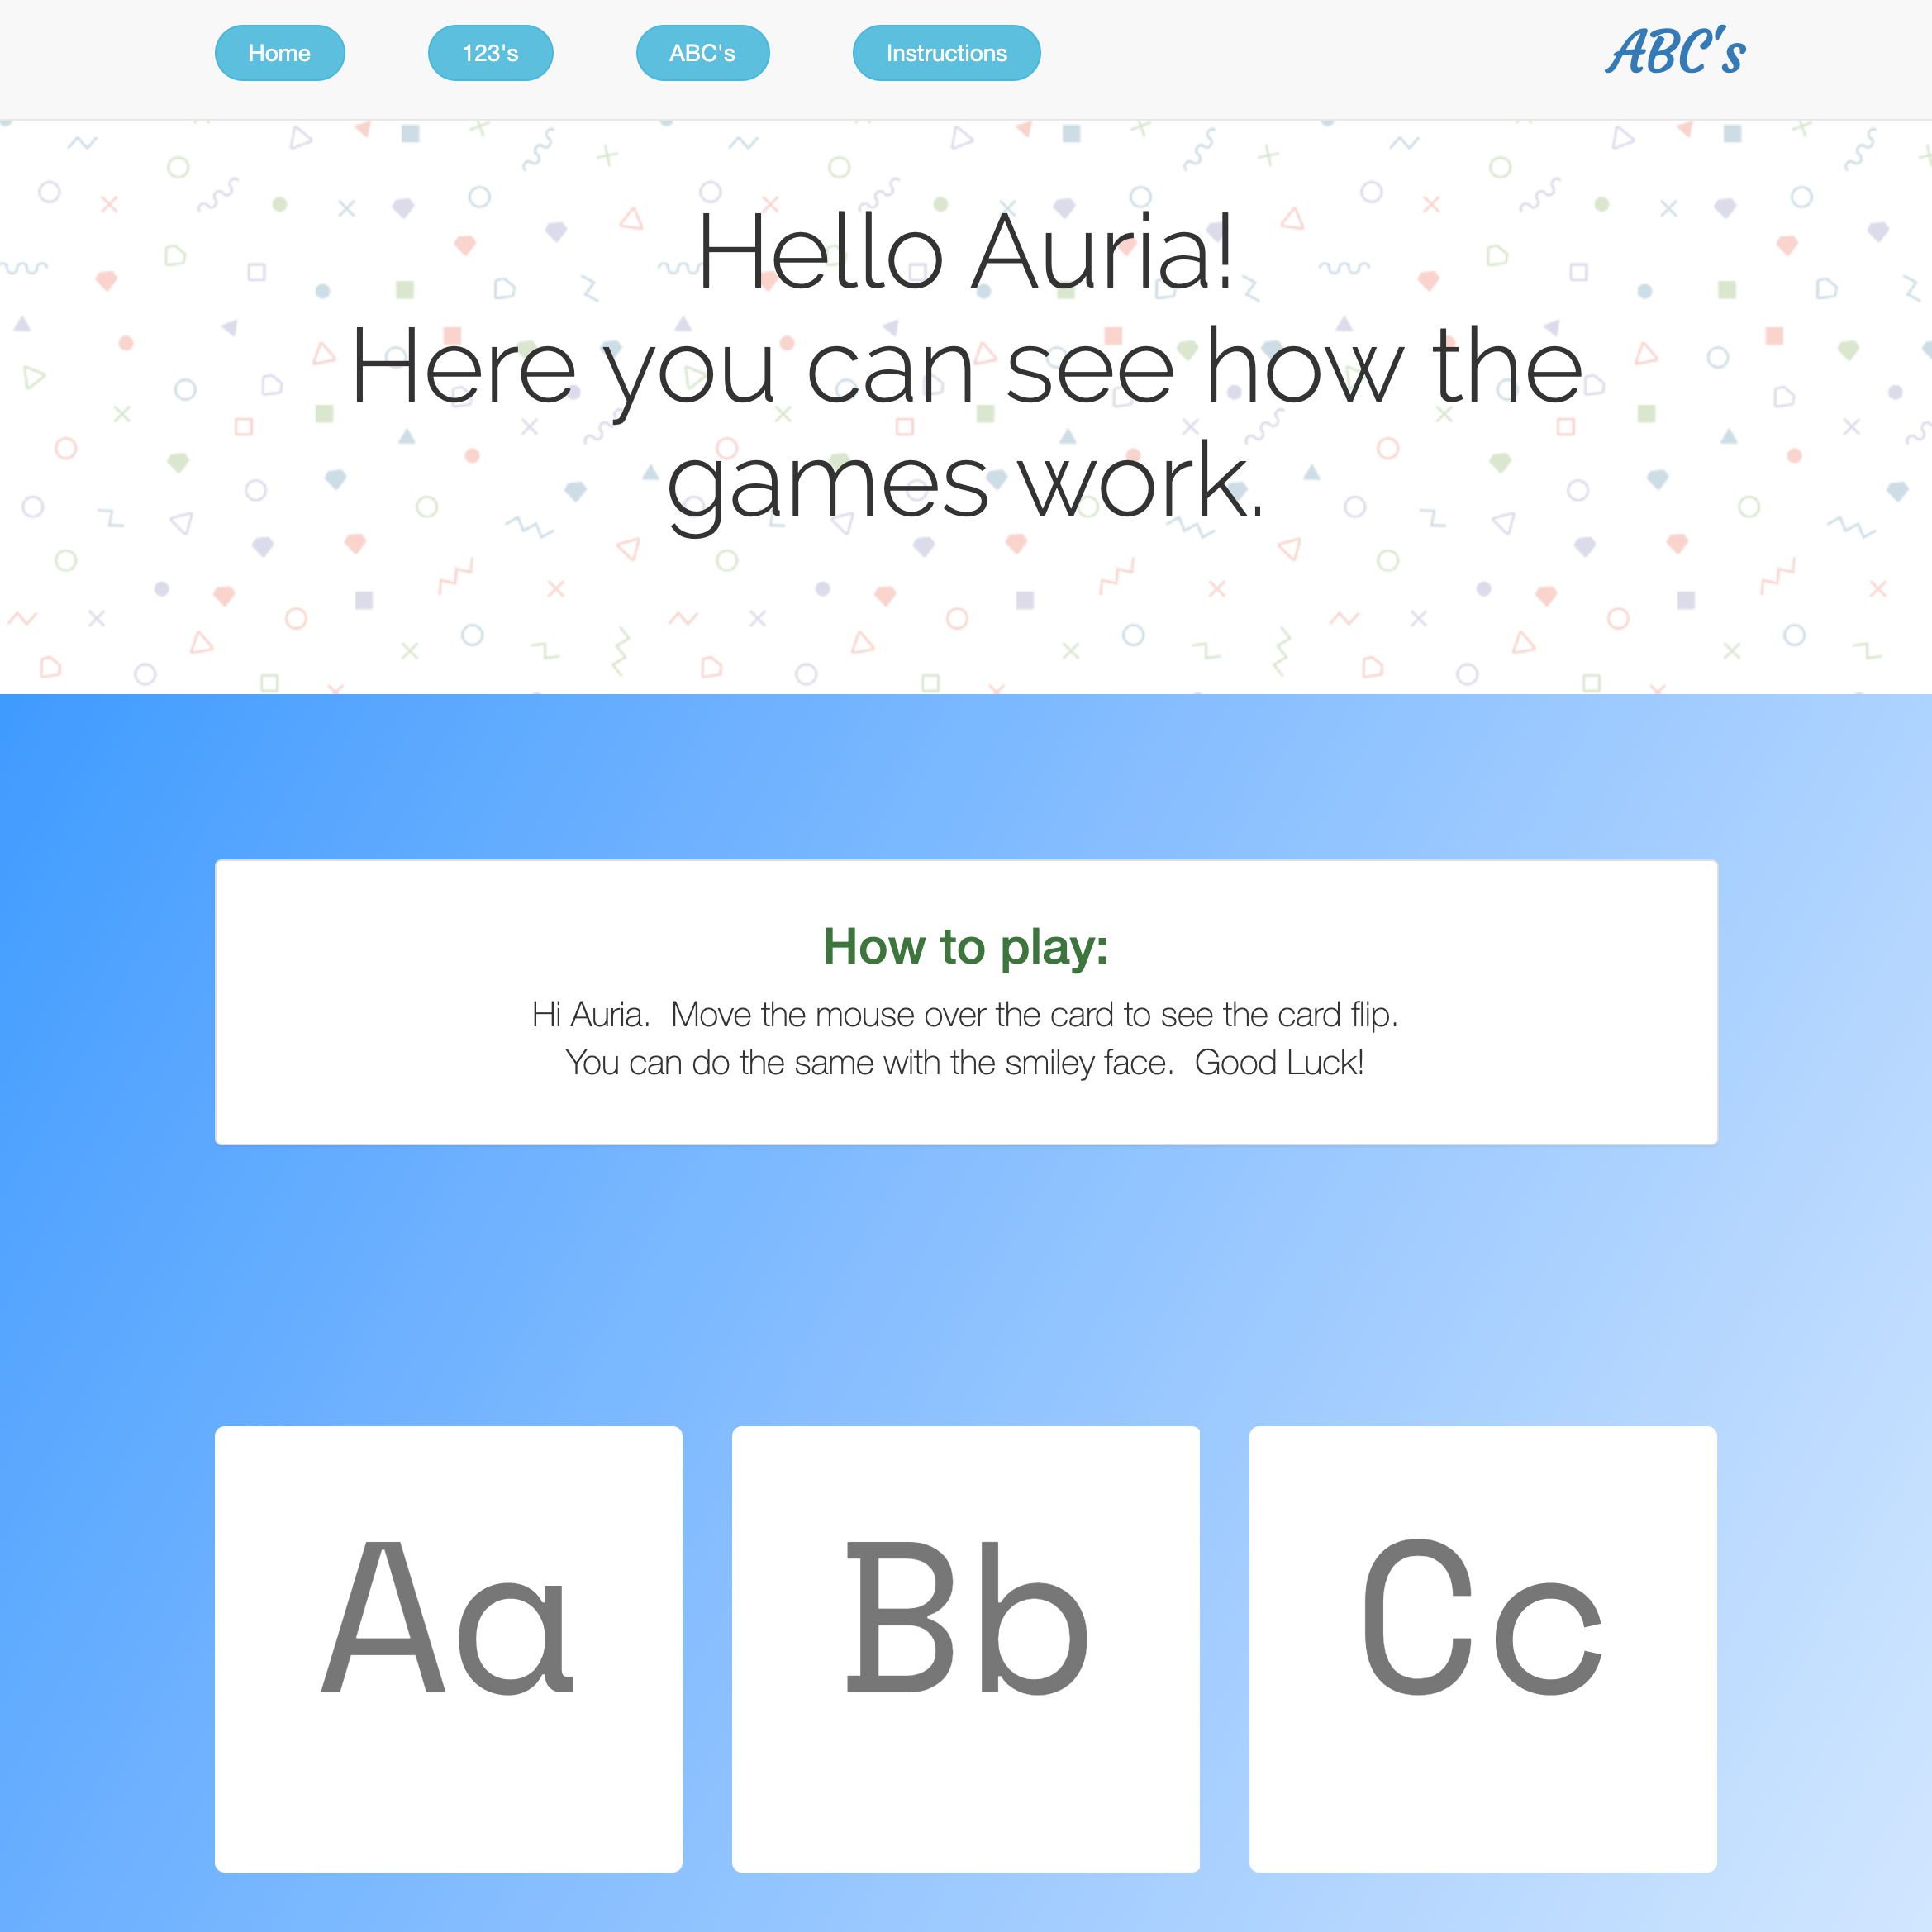 Home
123's
ABC's
Instructions
ABC's
Hello Auria!
Here you can see how the
games work.
How to play:
Hi Auria.  Move the mouse over the card to see the card flip.
You can do the same with the smiley face.  Good Luck!
Aa
Bb
Cc